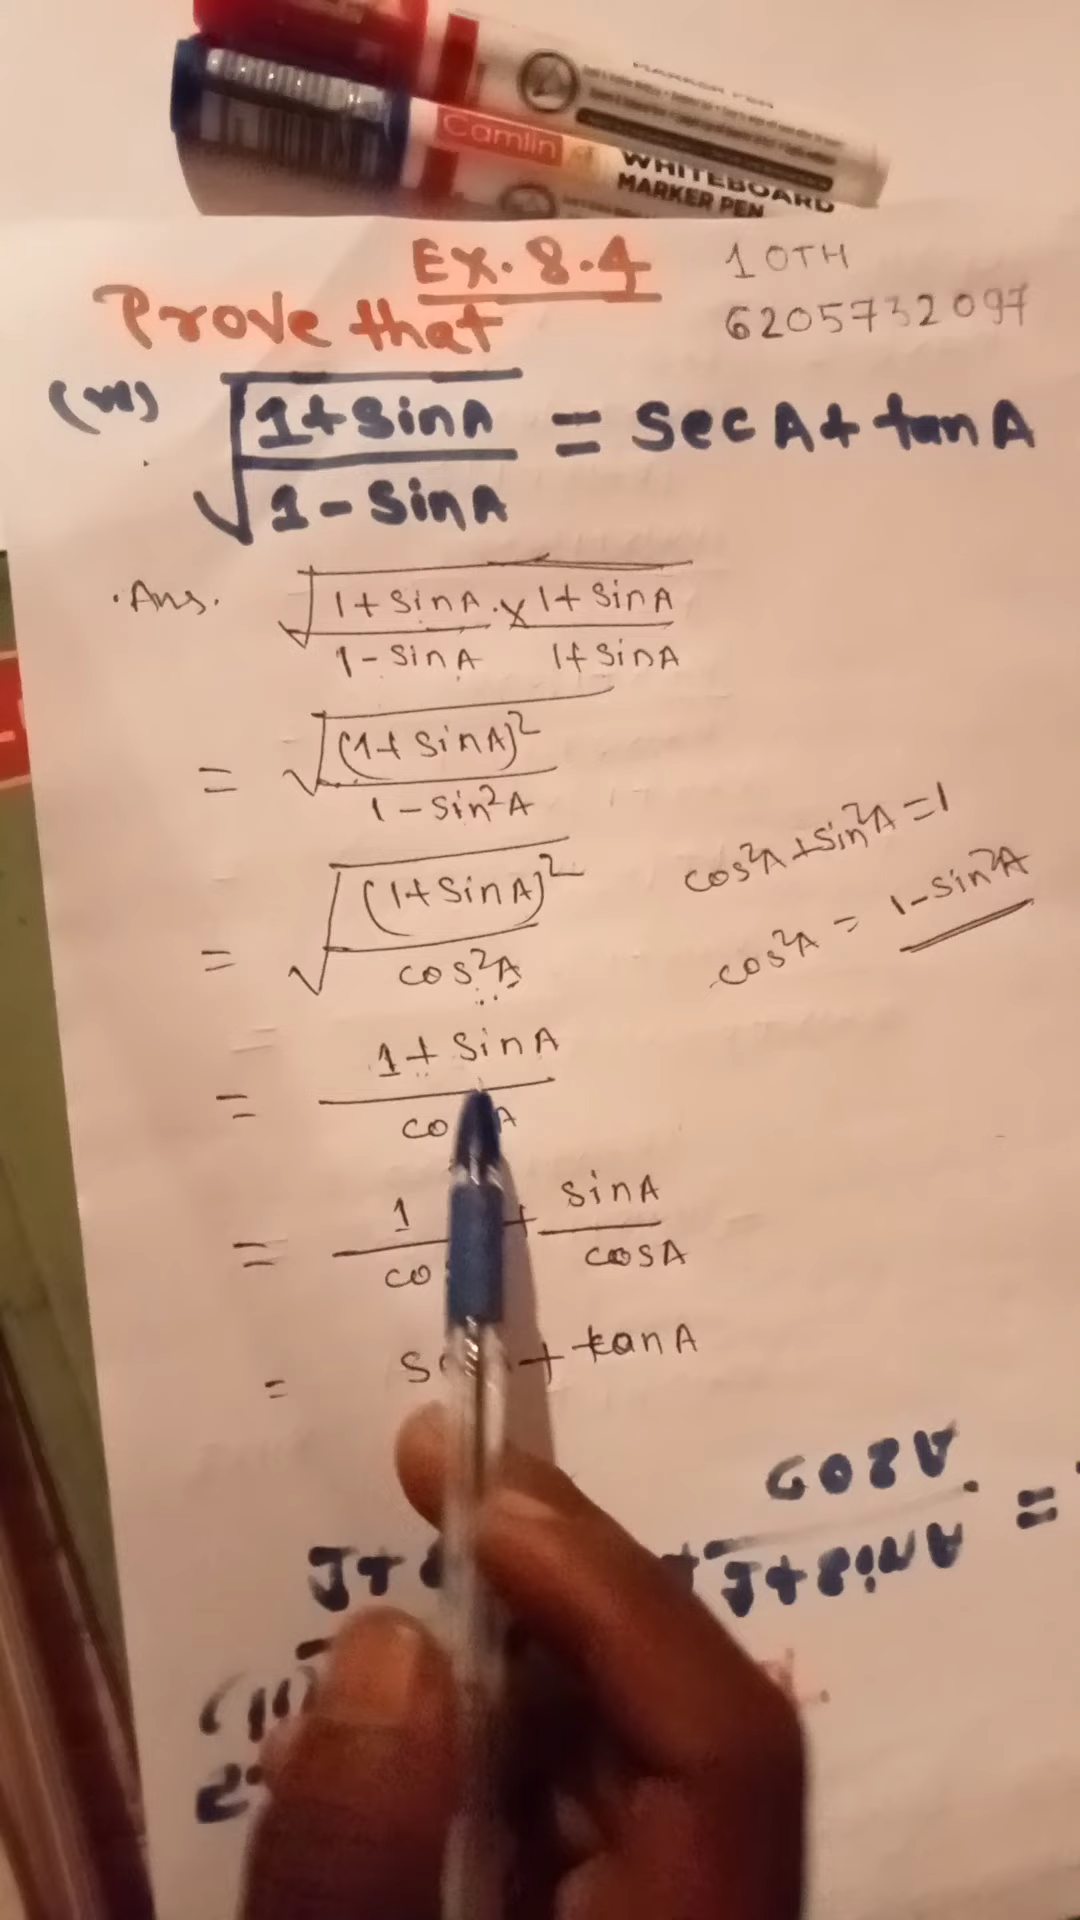 Camlin
WHITEBOARD
MARKER PEN
Ex. 8.4
10TH
6205732097
Prove that
√(1+sinA / 1-sinA) = secA + tanA
Ans. √(1+sinA / 1-sinA × 1+sinA / 1+sinA)
= √((1+sinA)² / 1-sin²A)
cos²A+sin²A=1
cos²A = 1-sin²A
= √((1+sinA)² / cos²A)
= 1+sinA / co A
= 1 / co + sinA / cosA
= s + tanA